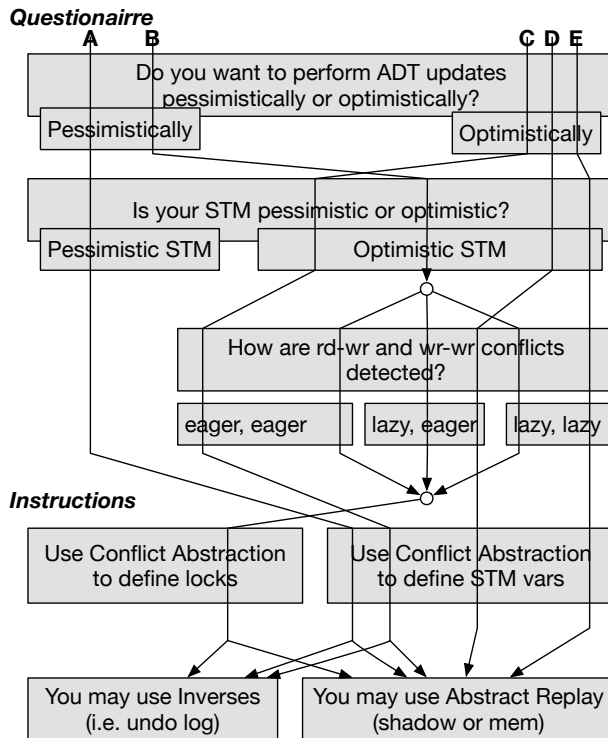 Questionairre
A B C D E
Do you want to perform ADT updates
pessimistically or optimistically?
Pessimistically Optimistically
Is your STM pessimistic or optimistic?
Pessimistic STM Optimistic STM
How are rd-wr and wr-wr conflicts
detected?
eager, eager lazy, eager lazy, lazy
Instructions
Use Conflict Abstraction
to define locks
Use Conflict Abstraction
to define STM vars
You may use Inverses
(i.e. undo log)
You may use Abstract Replay
(shadow or mem)